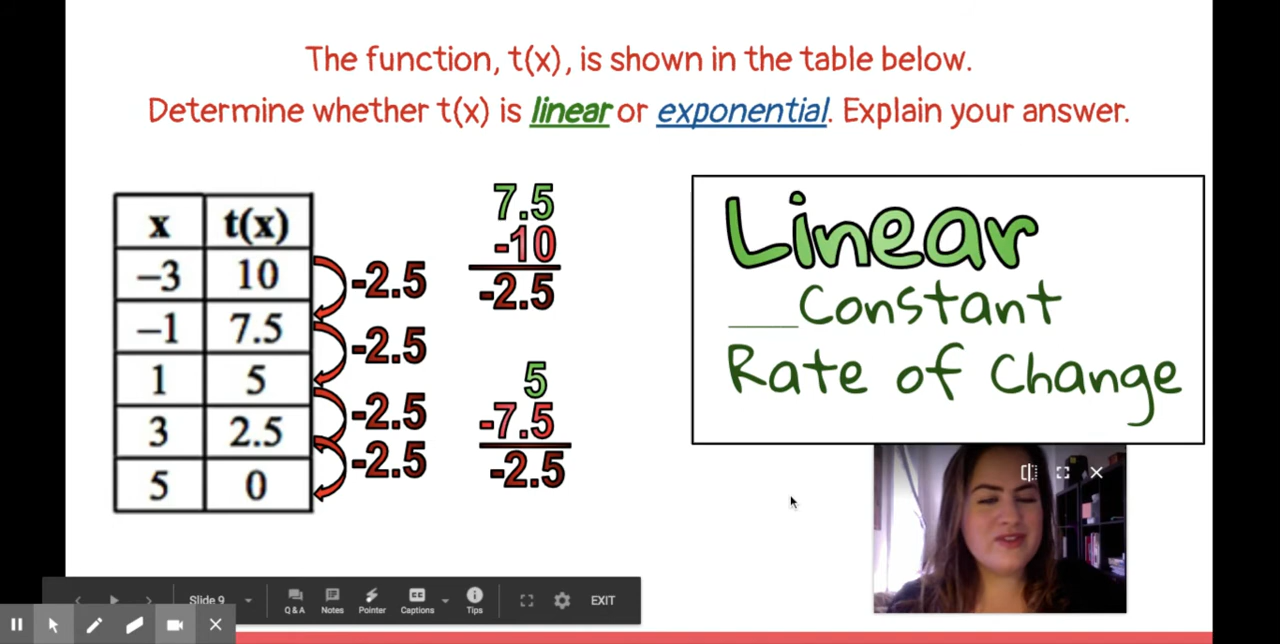 The function, t(x), is shown in the table below.
Determine whether t(x) is linear or exponential. Explain your answer.
x t(x)
–3 10
–1 7.5
1 5
3 2.5
5 0
-2.5
-2.5
-2.5
-2.5
7.5
-10
-2.5
5
-7.5
-2.5
Linear
___Constant
Rate of Change
Slide 9
Q & A Notes Pointer Captions Tips EXIT